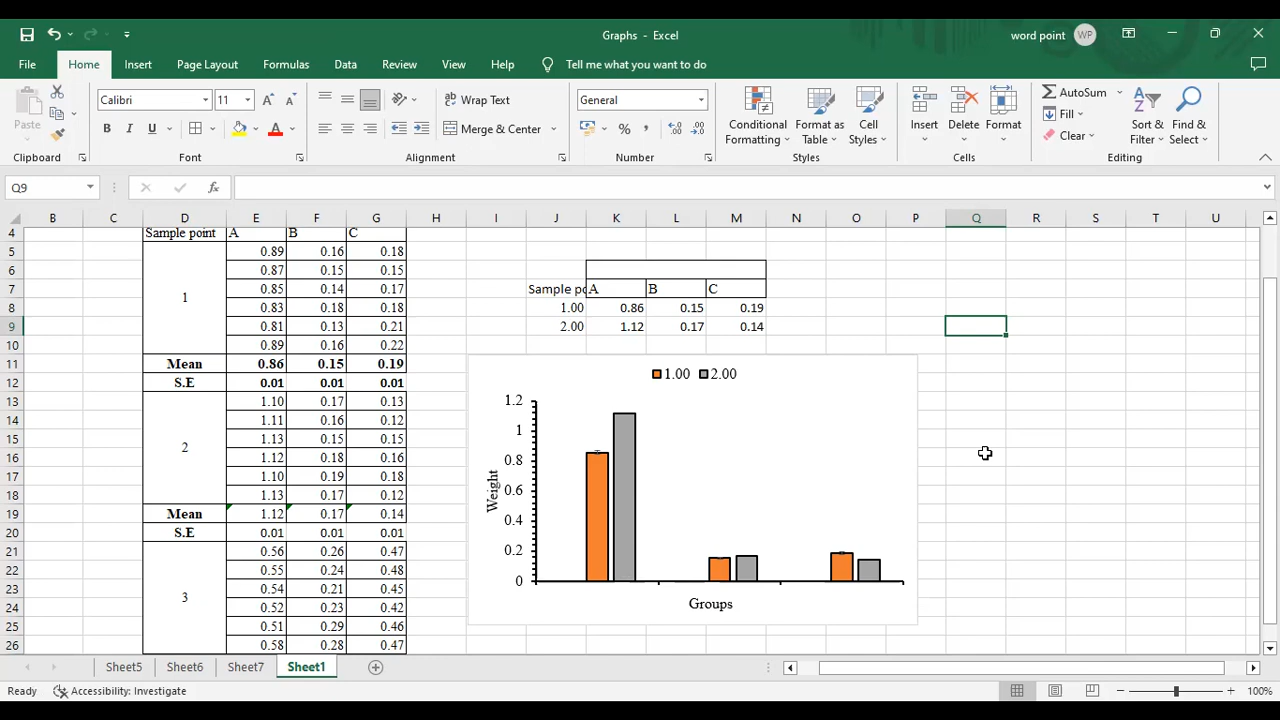 Graphs - Excel word point WP
File Home Insert Page Layout Formulas Data Review View Help Tell me what you want to do
Calibri 11 A A Wrap Text General AutoSum
Paste B I U A Merge & Center % , Conditional Formatting Format as Table Cell Styles Insert Delete Format Fill Clear Sort & Filter Find & Select
Clipboard Font Alignment Number Styles Cells Editing
Q9 fx
B C D E F G H I J K L M N O P Q R S T U
4 Sample point A B C
5 0.89 0.16 0.18
6 0.87 0.15 0.15
7 0.85 0.14 0.17 Sample po A B C
8 1 0.83 0.18 0.18 1.00 0.86 0.15 0.19
9 0.81 0.13 0.21 2.00 1.12 0.17 0.14
10 0.89 0.16 0.22
11 Mean 0.86 0.15 0.19
12 S.E 0.01 0.01 0.01
13 1.10 0.17 0.13
14 1.11 0.16 0.12
15 1.13 0.15 0.15
16 2 1.12 0.18 0.16
17 1.10 0.19 0.18
18 1.13 0.17 0.12
19 Mean 1.12 0.17 0.14
20 S.E 0.01 0.01 0.01
21 0.56 0.26 0.47
22 0.55 0.24 0.48
23 0.54 0.21 0.45
24 3 0.52 0.23 0.42
25 0.51 0.29 0.46
26 0.58 0.28 0.47
1.00 2.00
1.2
1
0.8
0.6
0.4
0.2
0
Weight
Groups
Sheet5 Sheet6 Sheet7 Sheet1
Ready Accessibility: Investigate 100%